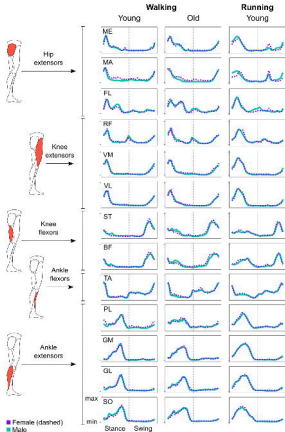 Walking Running
Young Old Young
ME
Hip
extensors
MA
FL
RF
Knee
extensors
VM
VL
Knee
flexors
ST
BF
Ankle
flexors
TA
PL
GM
Ankle
extensors
GL
max
SO
min
Female (dashed)
Male
Stance Swing